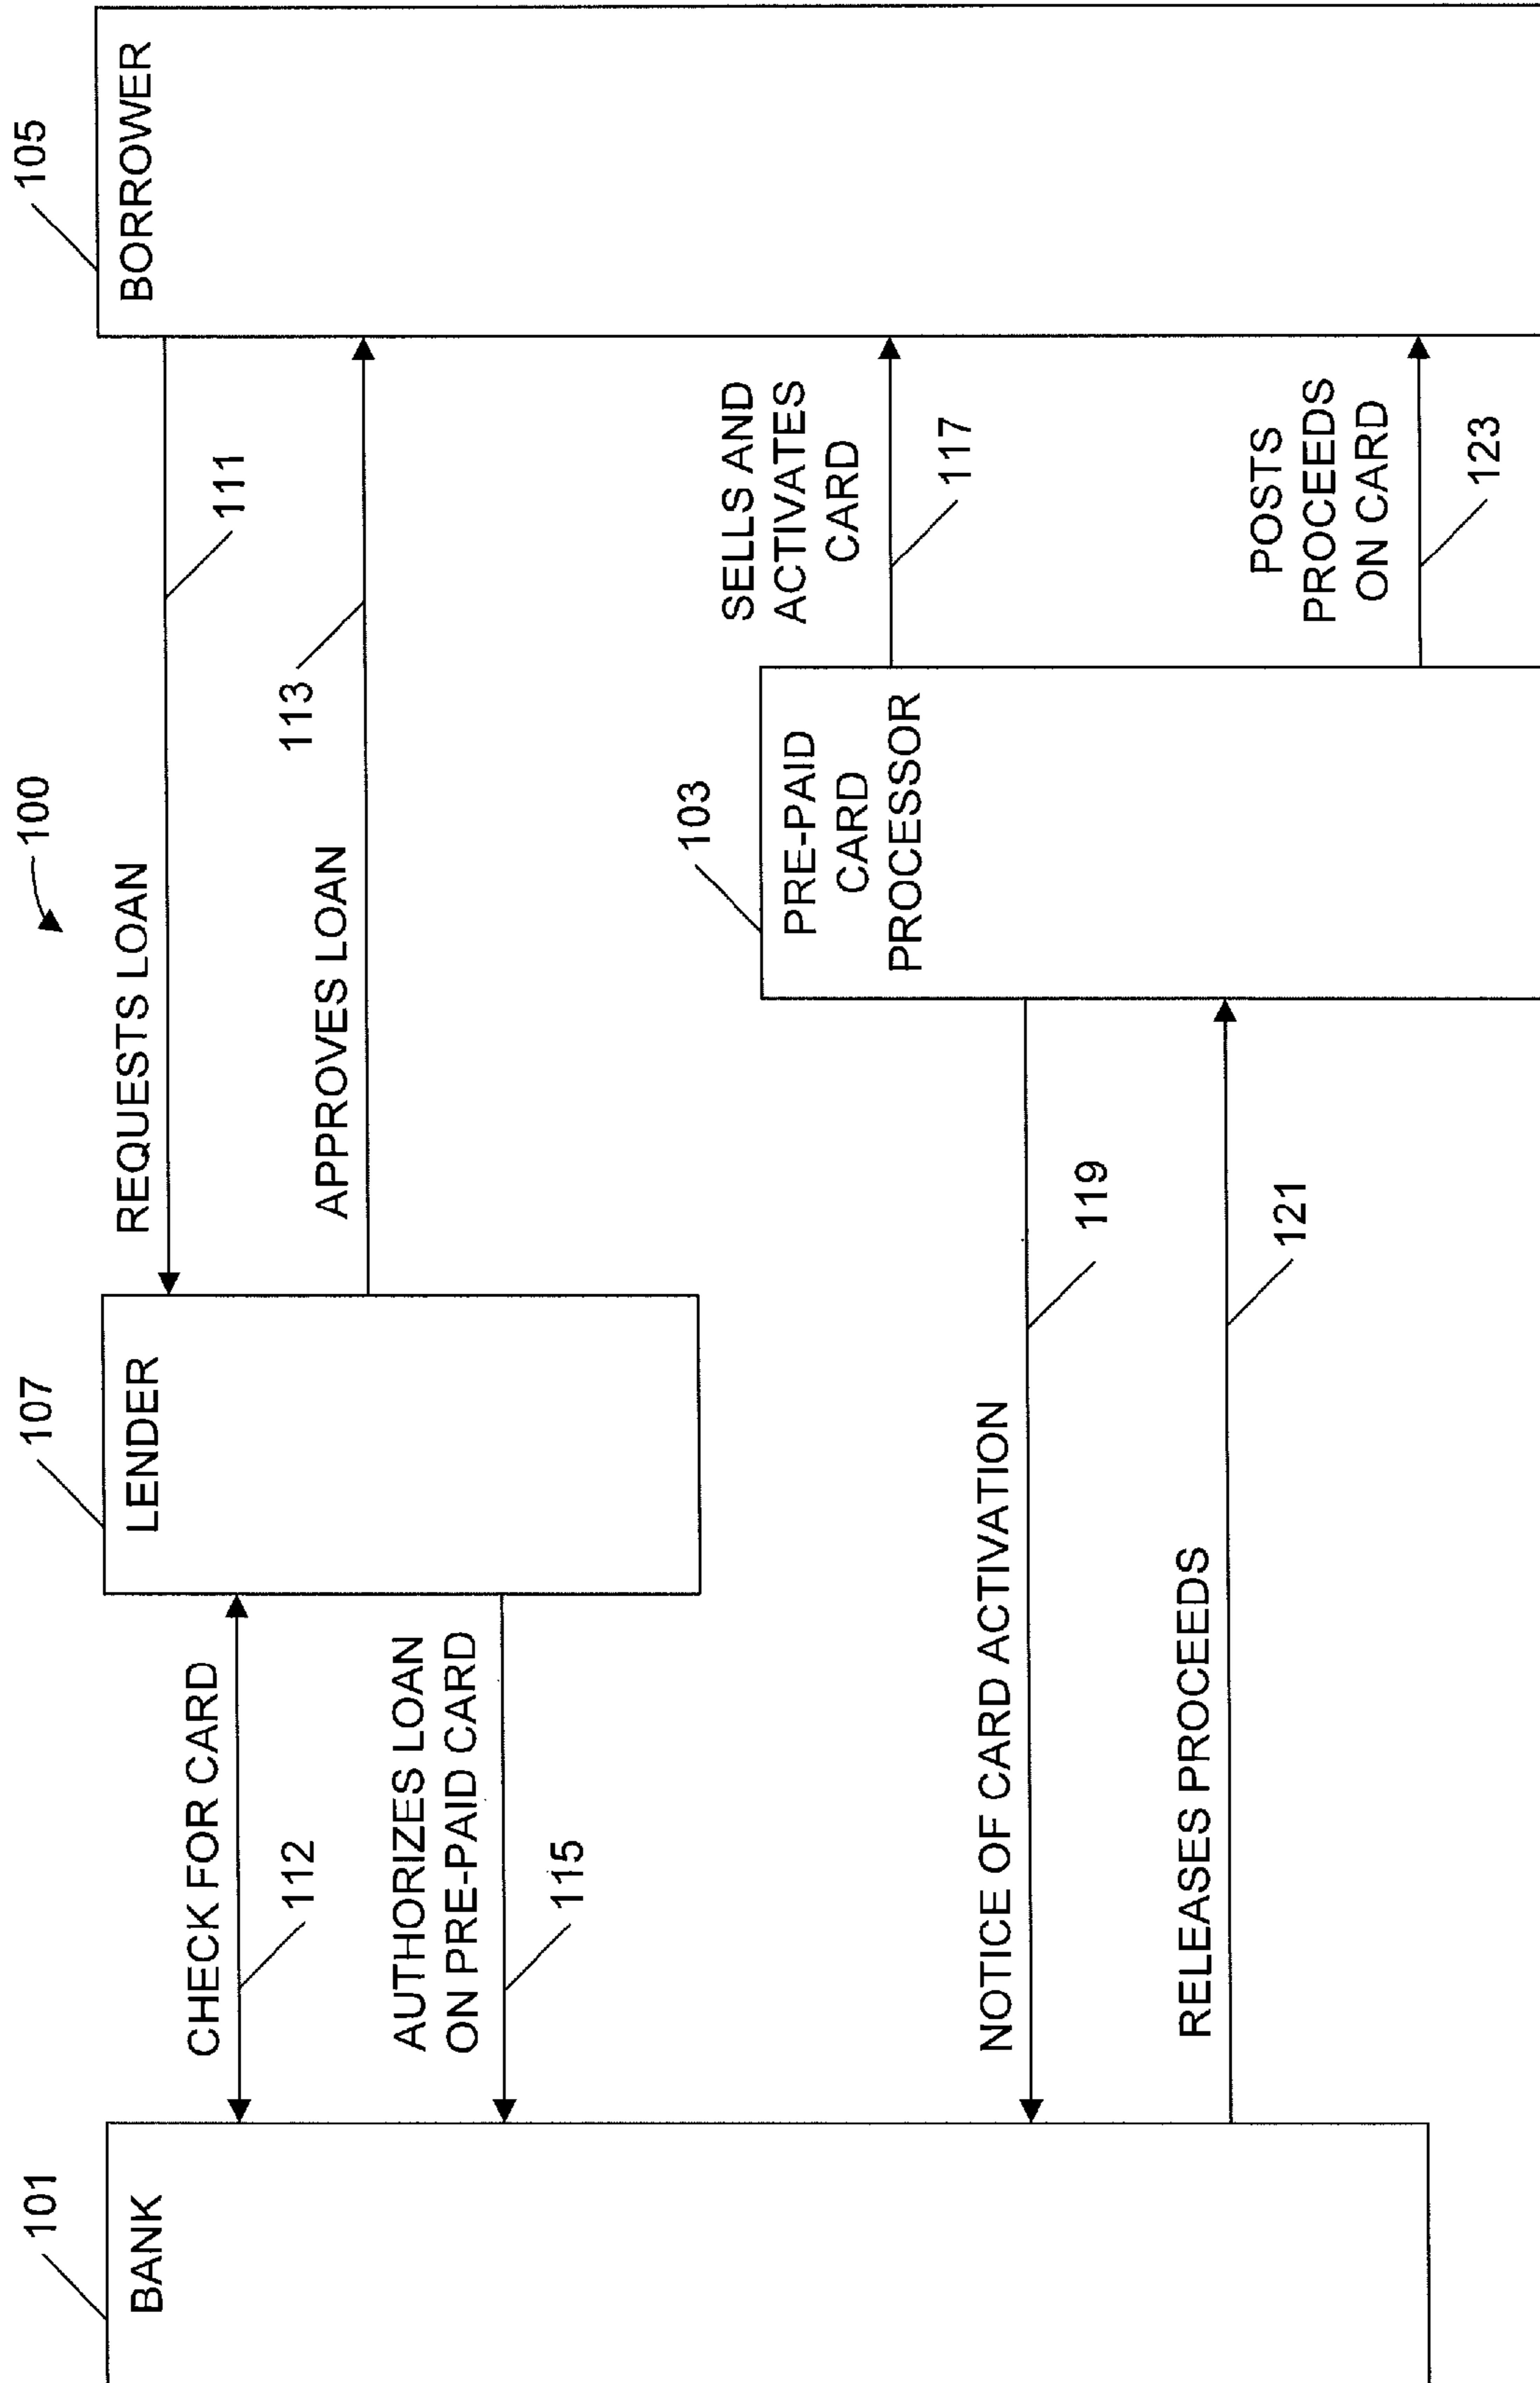 100
101
BANK
107
LENDER
105
BORROWER
REQUESTS LOAN
111
CHECK FOR CARD
112
APPROVES LOAN
113
AUTHORIZES LOAN
ON PRE-PAID CARD
115
103
PRE-PAID
CARD
PROCESSOR
SELLS AND
ACTIVATES
CARD
117
NOTICE OF CARD ACTIVATION
119
RELEASES PROCEEDS
121
POSTS
PROCEEDS
ON CARD
123